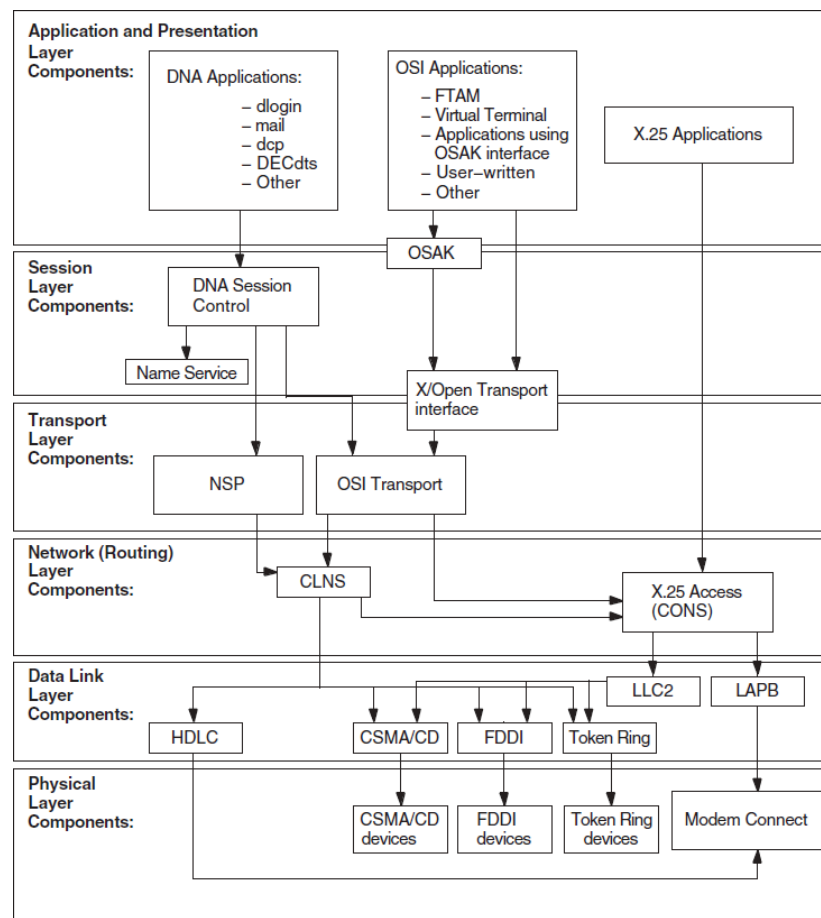 Application and Presentation
Layer
Components:
DNA Applications:
– dlogin
– mail
– dcp
– DECdts
– Other
OSI Applications:
– FTAM
– Virtual Terminal
– Applications using
OSAK interface
– User–written
– Other
X.25 Applications
OSAK
Session
Layer
Components:
DNA Session
Control
Name Service
X/Open Transport
interface
Transport
Layer
Components:
NSP
OSI Transport
Network (Routing)
Layer
Components:
CLNS
X.25 Access
(CONS)
Data Link
Layer
Components:
LLC2
LAPB
HDLC
CSMA/CD
FDDI
Token Ring
Physical
Layer
Components:
CSMA/CD
devices
FDDI
devices
Token Ring
devices
Modem Connect